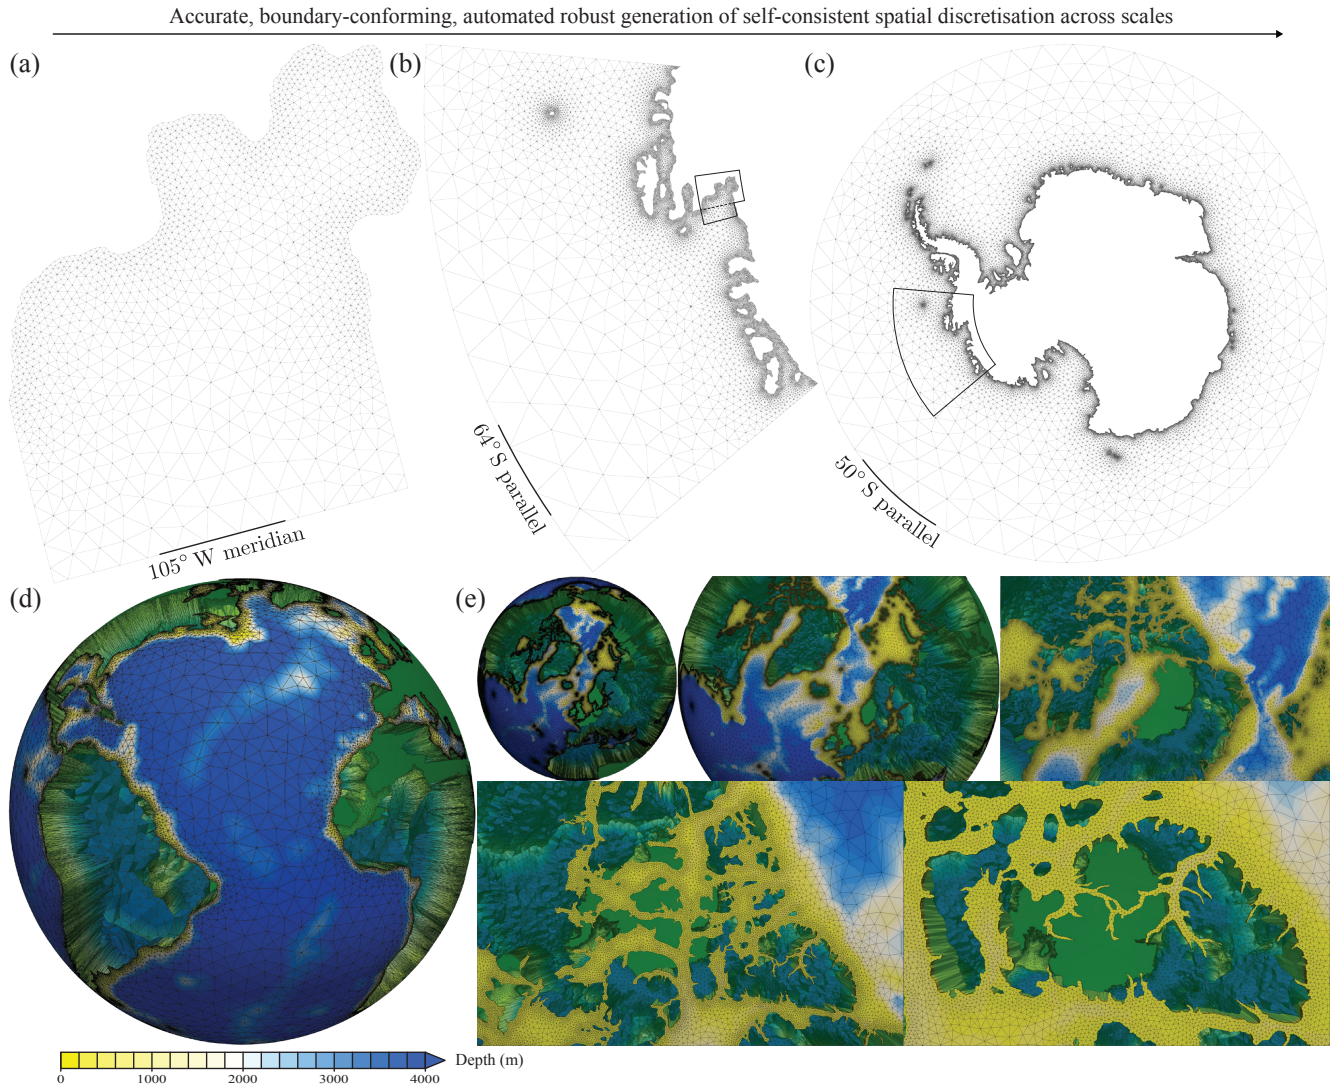 Accurate, boundary-conforming, automated robust generation of self-consistent spatial discretisation across scales
(a)
(b)
(c)
105° W meridian
64°S parallel
50° S parallel
(d)
(e)
Depth (m)
0 1000 2000 3000 4000